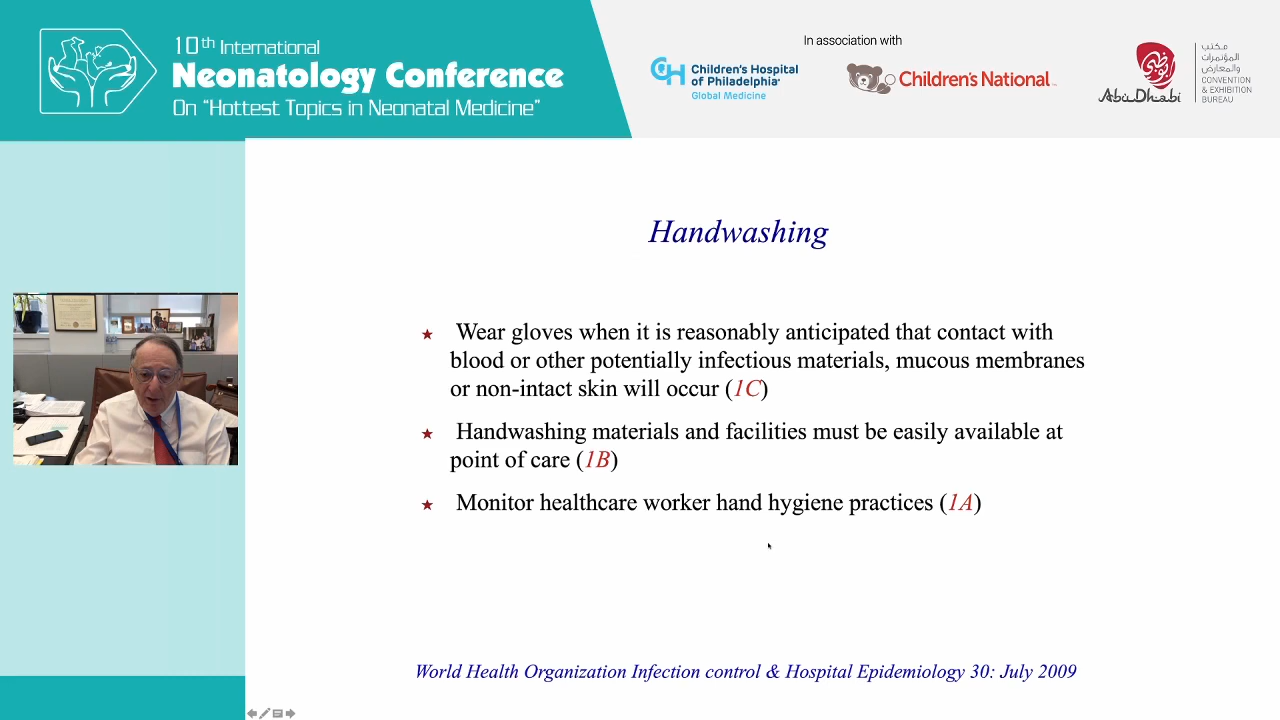 10th International
Neonatology Conference
On “Hottest Topics in Neonatal Medicine”
In association with
Children's Hospital
of Philadelphia
Global Medicine
Children's National
أبوظبي
Abu Dhabi
مكتب
المؤتمرات
والمعارض
CONVENTION
& EXHIBITION
BUREAU
Handwashing
★ Wear gloves when it is reasonably anticipated that contact with
blood or other potentially infectious materials, mucous membranes
or non-intact skin will occur (1C)
★ Handwashing materials and facilities must be easily available at
point of care (1B)
★ Monitor healthcare worker hand hygiene practices (1A)
World Health Organization Infection control & Hospital Epidemiology 30: July 2009